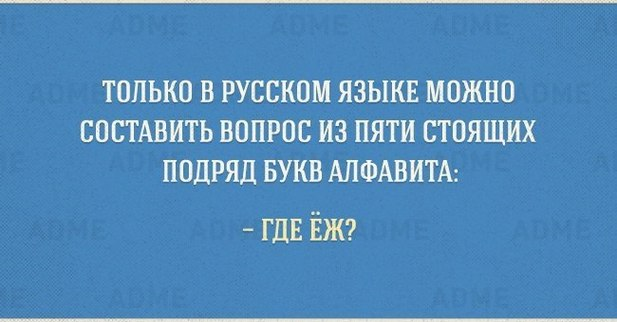 ТОЛЬКО В РУССКОМ ЯЗЫКЕ МОЖНО
СОСТАВИТЬ ВОПРОС ИЗ ПЯТИ СТОЯЩИХ
ПОДРЯД БУКВ АЛФАВИТА:
- ГДЕ ЁЖ?